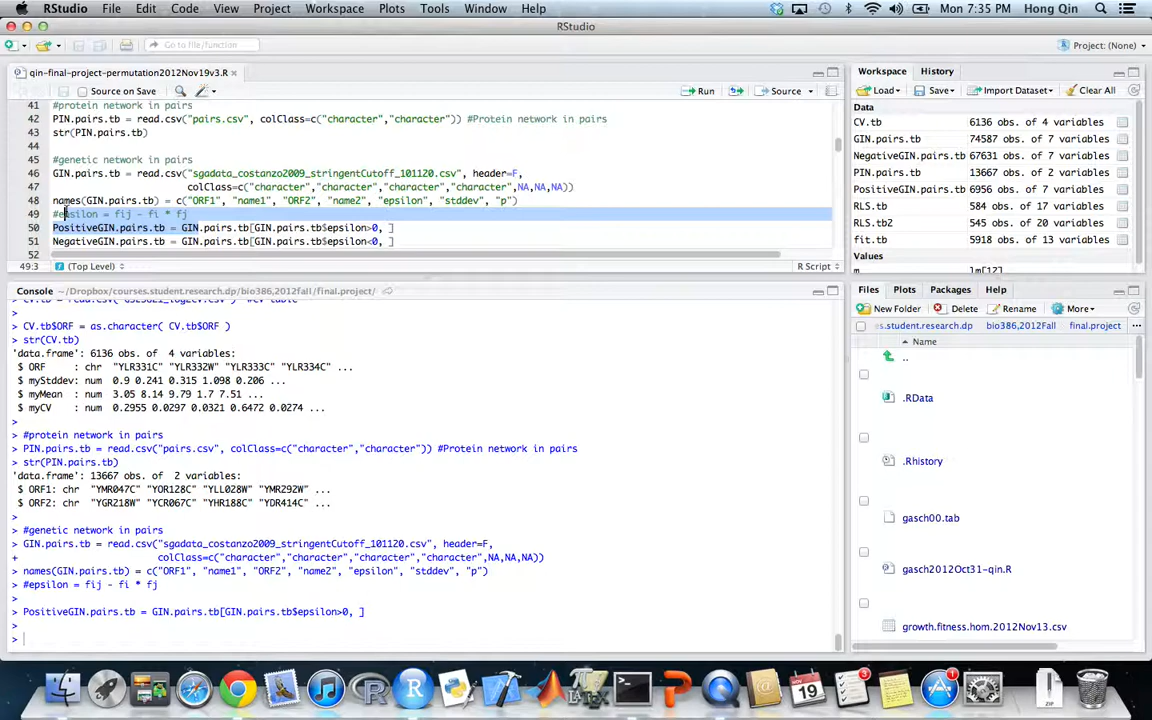 RStudio File Edit Code View Project Workspace Plots Tools Window Help Mon 7:35 PM Hong Qin
RStudio
Go to file/function
Project: (None)
qin-final-project-permutation2012Nov19v3.R
Source on Save
Run
Source
41 #protein network in pairs
42 PIN.pairs.tb = read.csv("pairs.csv", colClass=c("character","character")) #Protein network in pairs
43 str(PIN.pairs.tb)
44
45 #genetic network in pairs
46 GIN.pairs.tb = read.csv("sgadata_costanzo2009_stringentCutoff_101120.csv", header=F,
47 colClass=c("character","character","character","character",NA,NA,NA))
48 names(GIN.pairs.tb) = c("ORF1", "name1", "ORF2", "name2", "epsilon", "stddev", "p")
49 #epsilon = fij - fi * fj
50 PositiveGIN.pairs.tb = GIN.pairs.tb[GIN.pairs.tb$epsilon>0, ]
51 NegativeGIN.pairs.tb = GIN.pairs.tb[GIN.pairs.tb$epsilon<0, ]
52
49:3 (Top Level) R Script
Console ~/Dropbox/courses.student.research.dp/bio386,2012fall/final.project/
>
> CV.tb$ORF = as.character( CV.tb$ORF )
> str(CV.tb)
'data.frame': 6136 obs. of 4 variables:
$ ORF : chr "YLR331C" "YLR332W" "YLR333C" "YLR334C" ...
$ myStddev: num 0.9 0.241 0.315 1.098 0.206 ...
$ myMean : num 3.05 8.14 9.79 1.7 7.51 ...
$ myCV : num 0.2955 0.0297 0.0321 0.6472 0.0274 ...
>
> #protein network in pairs
> PIN.pairs.tb = read.csv("pairs.csv", colClass=c("character","character")) #Protein network in pairs
> str(PIN.pairs.tb)
'data.frame': 13667 obs. of 2 variables:
$ ORF1: chr "YMR047C" "YOR128C" "YLL028W" "YMR292W" ...
$ ORF2: chr "YGR218W" "YCR067C" "YHR188C" "YDR414C" ...
>
> #genetic network in pairs
> GIN.pairs.tb = read.csv("sgadata_costanzo2009_stringentCutoff_101120.csv", header=F,
+ colClass=c("character","character","character","character",NA,NA,NA))
> names(GIN.pairs.tb) = c("ORF1", "name1", "ORF2", "name2", "epsilon", "stddev", "p")
> #epsilon = fij - fi * fj
>
> PositiveGIN.pairs.tb = GIN.pairs.tb[GIN.pairs.tb$epsilon>0, ]
>
>
Workspace History
Load Save Import Dataset Clear All
Data
CV.tb 6136 obs. of 4 variables
GIN.pairs.tb 74587 obs. of 7 variables
NegativeGIN.pairs.tb 67631 obs. of 7 variables
PIN.pairs.tb 13667 obs. of 2 variables
PositiveGIN.pairs.tb 6956 obs. of 7 variables
RLS.tb 584 obs. of 17 variables
RLS.tb2 545 obs. of 20 variables
fit.tb 5918 obs. of 13 variables
Values
m lm[12]
Files Plots Packages Help
New Folder Delete Rename More
es.student.research.dp bio386,2012Fall final.project
Name
..
.RData
.Rhistory
gasch00.tab
gasch2012Oct31-qin.R
growth.fitness.hom.2012Nov13.csv